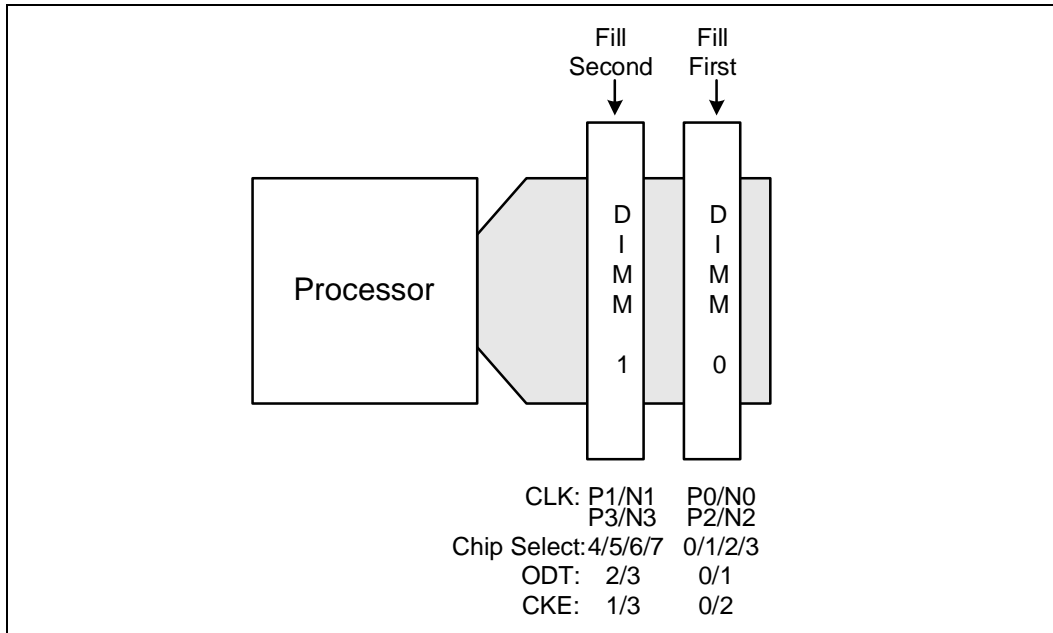 Fill
Second
Fill
First
Processor
D
I
M
M
1
D
I
M
M
0
CLK: P1/N1 P0/N0
P3/N3 P2/N2
Chip Select: 4/5/6/7 0/1/2/3
ODT: 2/3 0/1
CKE: 1/3 0/2